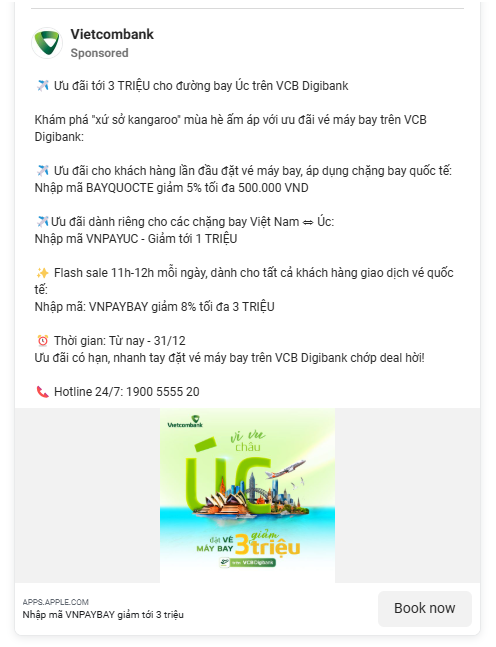 Vietcombank
Sponsored
✈️ Ưu đãi tới 3 TRIỆU cho đường bay Úc trên VCB Digibank
Khám phá "xứ sở kangaroo" mùa hè ấm áp với ưu đãi vé máy bay trên VCB
Digibank:
✈️ Ưu đãi cho khách hàng lần đầu đặt vé máy bay, áp dụng chặng bay quốc tế:
Nhập mã BAYQUOCTE giảm 5% tối đa 500.000 VND
✈️Ưu đãi dành riêng cho các chặng bay Việt Nam ⇔ Úc:
Nhập mã VNPAYUC - Giảm tới 1 TRIỆU
✨ Flash sale 11h-12h mỗi ngày, dành cho tất cả khách hàng giao dịch vé quốc
tế:
Nhập mã: VNPAYBAY giảm 8% tối đa 3 TRIỆU
⏰ Thời gian: Từ nay - 31/12
Ưu đãi có hạn, nhanh tay đặt vé máy bay trên VCB Digibank chớp deal hời!
📞 Hotline 24/7: 1900 5555 20
Vietcombank
vi vu
châu
ÚC
đặt VÉ
MÁY BAY
giảm
3triệu
trên VCBDigibank
APPS.APPLE.COM
Nhập mã VNPAYBAY giảm tới 3 triệu
Book now